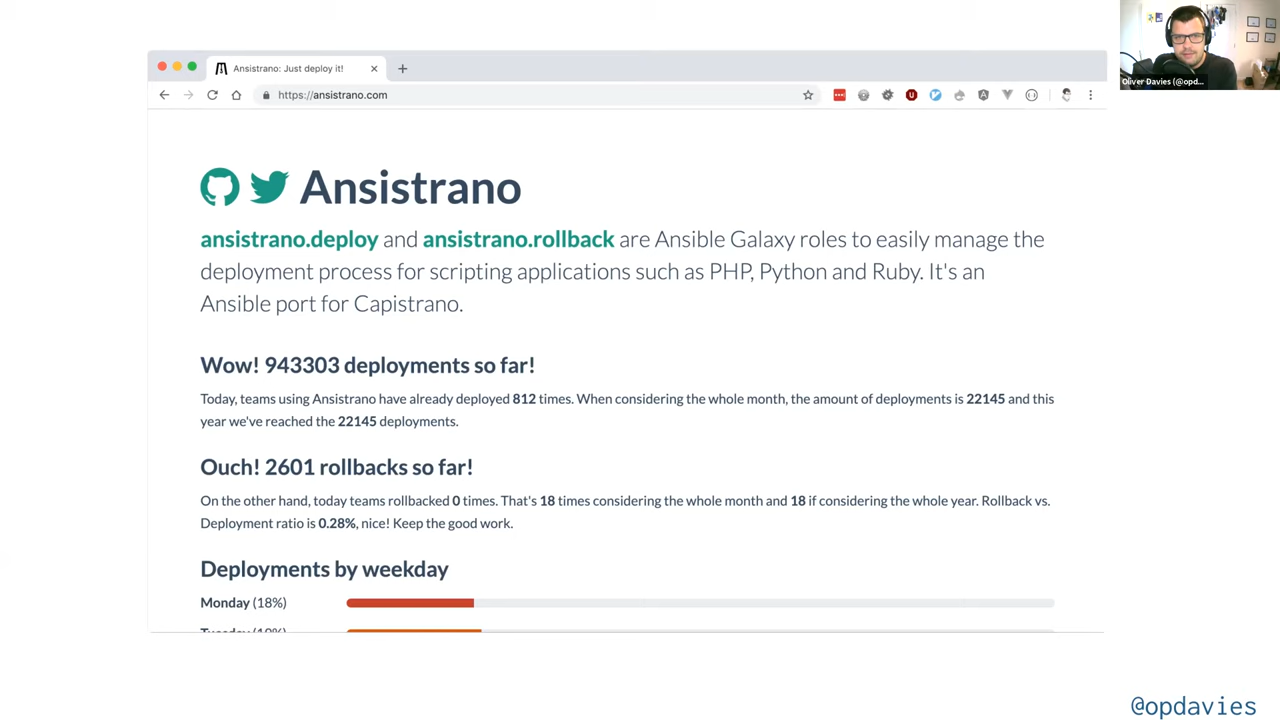 Oliver Davies (@opd...
Ansistrano: Just deploy it!
https://ansistrano.com
Ansistrano
ansistrano.deploy and ansistrano.rollback are Ansible Galaxy roles to easily manage the
deployment process for scripting applications such as PHP, Python and Ruby. It's an
Ansible port for Capistrano.
Wow! 943303 deployments so far!
Today, teams using Ansistrano have already deployed 812 times. When considering the whole month, the amount of deployments is 22145 and this
year we've reached the 22145 deployments.
Ouch! 2601 rollbacks so far!
On the other hand, today teams rollbacked 0 times. That's 18 times considering the whole month and 18 if considering the whole year. Rollback vs.
Deployment ratio is 0.28%, nice! Keep the good work.
Deployments by weekday
Monday (18%)
@opdavies